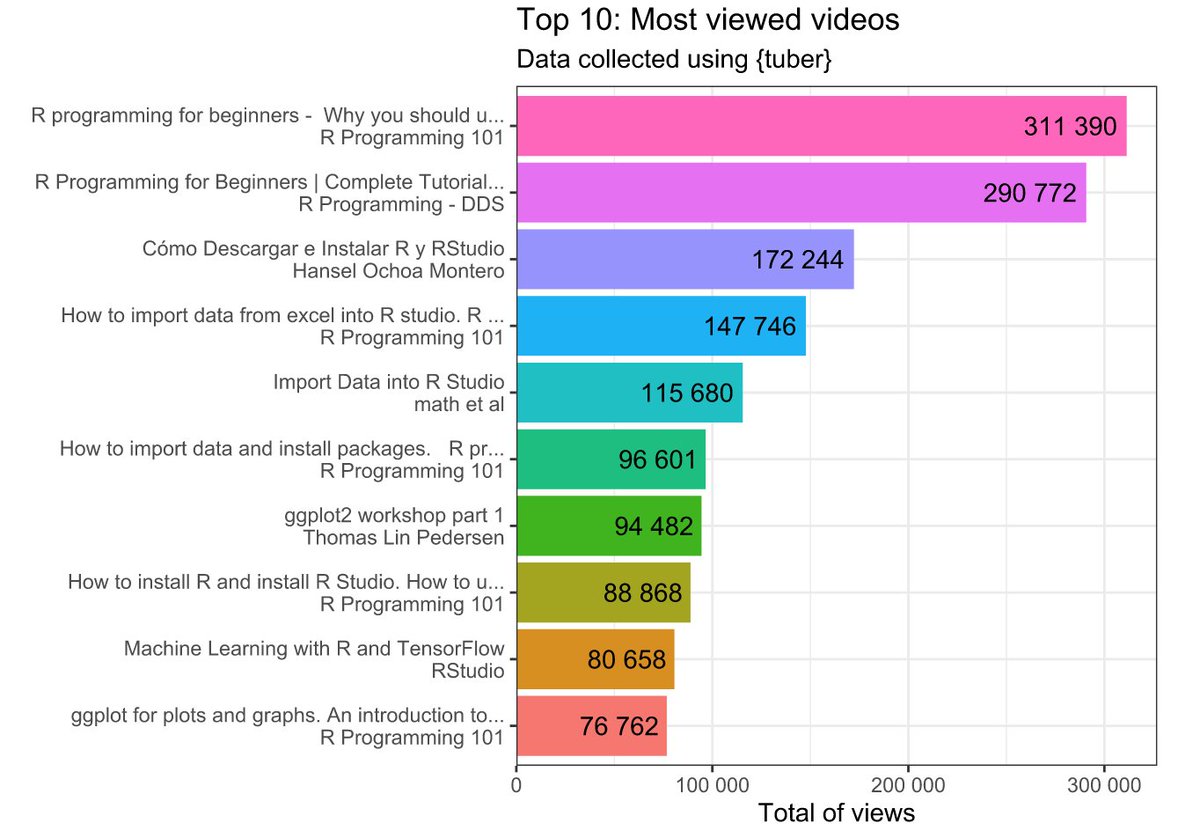 Top 10: Most viewed videos
Data collected using {tuber}
R programming for beginners -  Why you should u...
R Programming 101
311 390
R Programming for Beginners | Complete Tutorial...
R Programming - DDS
290 772
Cómo Descargar e Instalar R y RStudio
Hansel Ochoa Montero
172 244
How to import data from excel into R studio. R ...
R Programming 101
147 746
Import Data into R Studio
math et al
115 680
How to import data and install packages.   R pr...
R Programming 101
96 601
ggplot2 workshop part 1
Thomas Lin Pedersen
94 482
How to install R and install R Studio. How to u...
R Programming 101
88 868
Machine Learning with R and TensorFlow
RStudio
80 658
ggplot for plots and graphs. An introduction to...
R Programming 101
76 762
0 100 000 200 000 300 000
Total of views